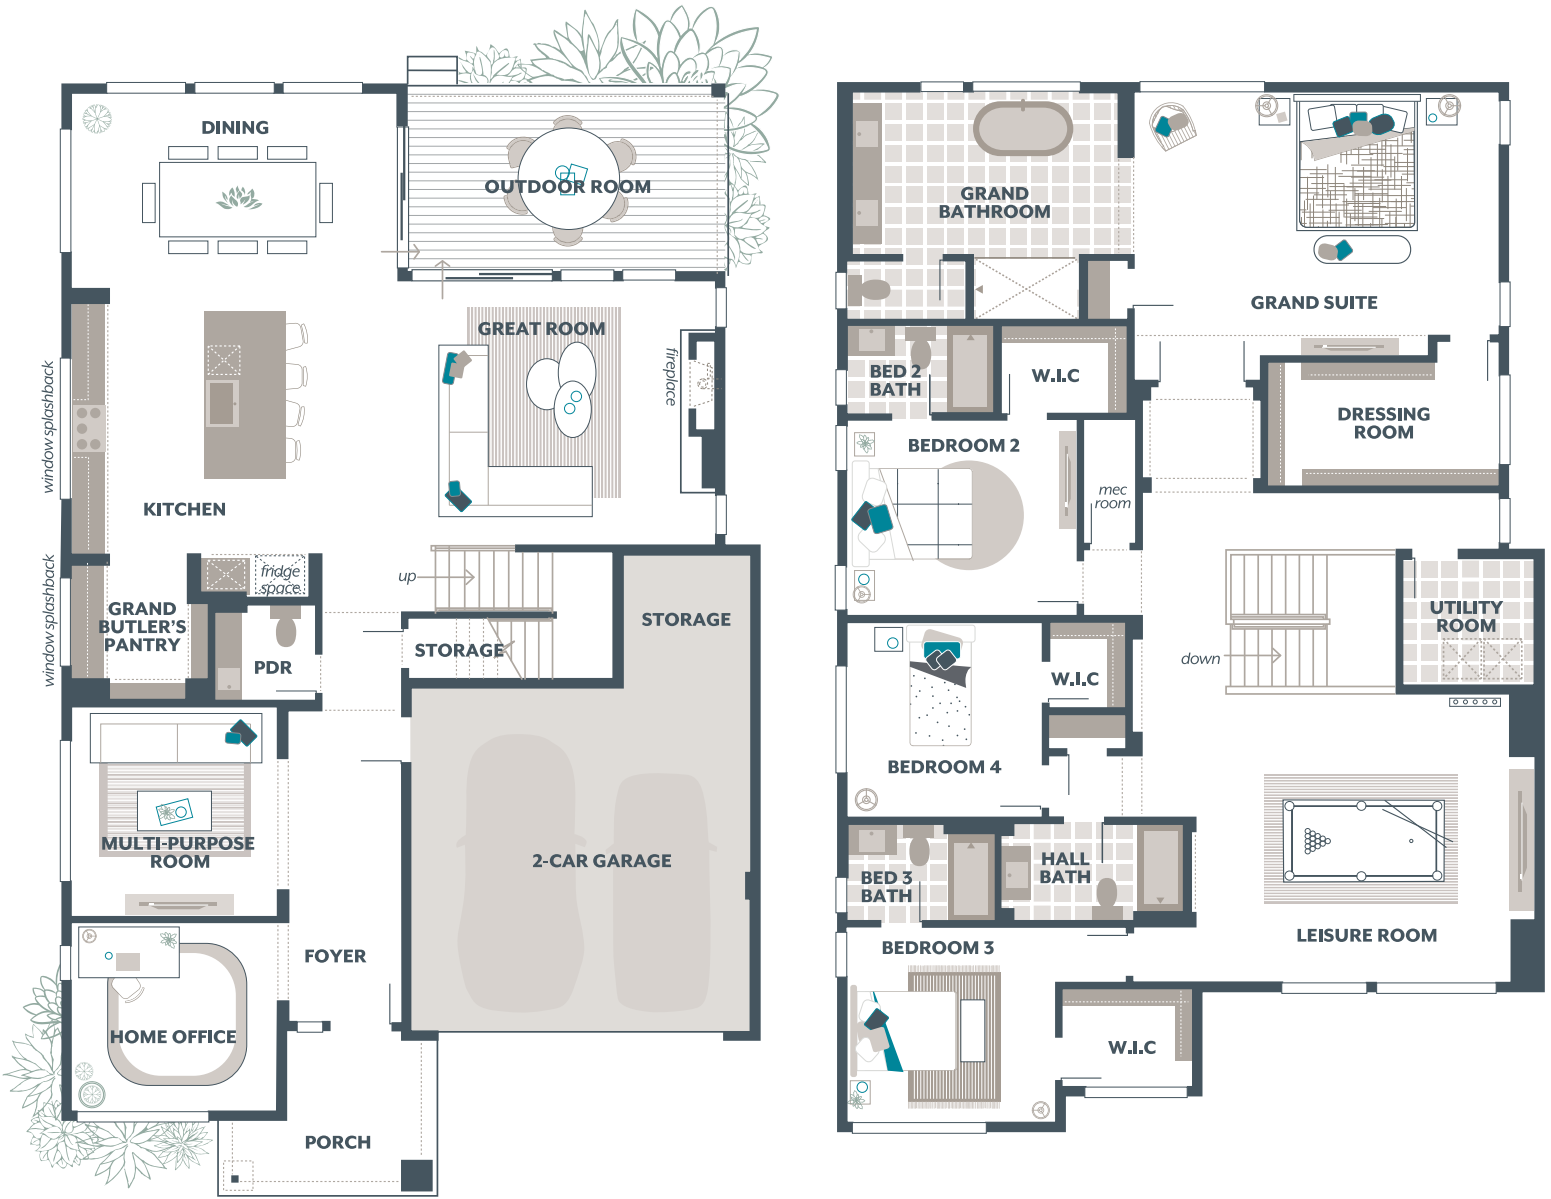 DINING
OUTDOOR ROOM
GREAT ROOM
fireplace
window splashback
KITCHEN
window splashback
fridge
space
up
GRAND
BUTLER'S
PANTRY
PDR
STORAGE
STORAGE
MULTI-PURPOSE
ROOM
2-CAR GARAGE
FOYER
HOME OFFICE
PORCH
GRAND
BATHROOM
GRAND SUITE
BED 2
BATH
W.I.C
DRESSING
ROOM
BEDROOM 2
mec
room
UTILITY
ROOM
down
W.I.C
BEDROOM 4
BED 3
BATH
HALL
BATH
LEISURE ROOM
BEDROOM 3
W.I.C